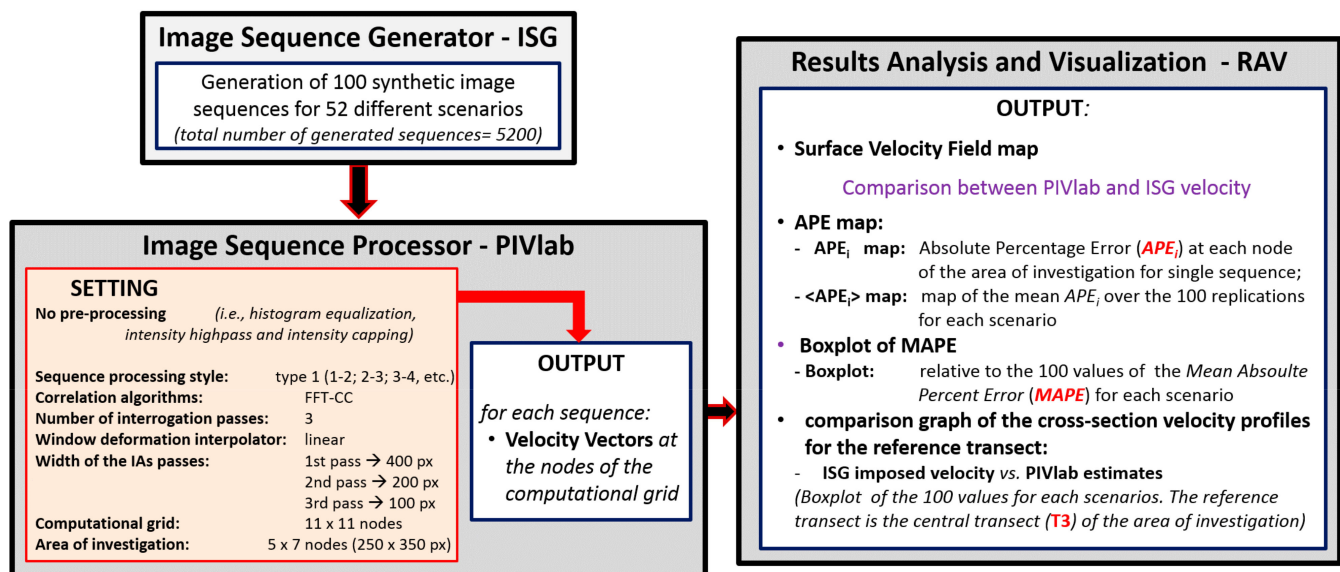 Image Sequence Generator - ISG
Generation of 100 synthetic image
sequences for 52 different scenarios
(total number of generated sequences= 5200)
Image Sequence Processor - PIVlab
SETTING
No pre-processing (i.e., histogram equalization,
intensity highpass and intensity capping)
Sequence processing style: type 1 (1-2; 2-3; 3-4, etc.)
Correlation algorithms: FFT-CC
Number of interrogation passes: 3
Window deformation interpolator: linear
Width of the IAs passes: 1st pass → 400 px
2nd pass → 200 px
3rd pass → 100 px
Computational grid: 11 x 11 nodes
Area of investigation: 5 x 7 nodes (250 x 350 px)
OUTPUT
for each sequence:
• Velocity Vectors at
the nodes of the
computational grid
Results Analysis and Visualization - RAV
OUTPUT:
• Surface Velocity Field map
Comparison between PIVlab and ISG velocity
• APE map:
- APEi map: Absolute Percentage Error (APEi) at each node
of the area of investigation for single sequence;
- <APEi> map: map of the mean APEi over the 100 replications
for each scenario
• Boxplot of MAPE
- Boxplot: relative to the 100 values of the Mean Absoulte
Percent Error (MAPE) for each scenario
• comparison graph of the cross-section velocity profiles
for the reference transect:
- ISG imposed velocity vs. PIVlab estimates
(Boxplot of the 100 values for each scenarios. The reference
transect is the central transect (T3) of the area of investigation)